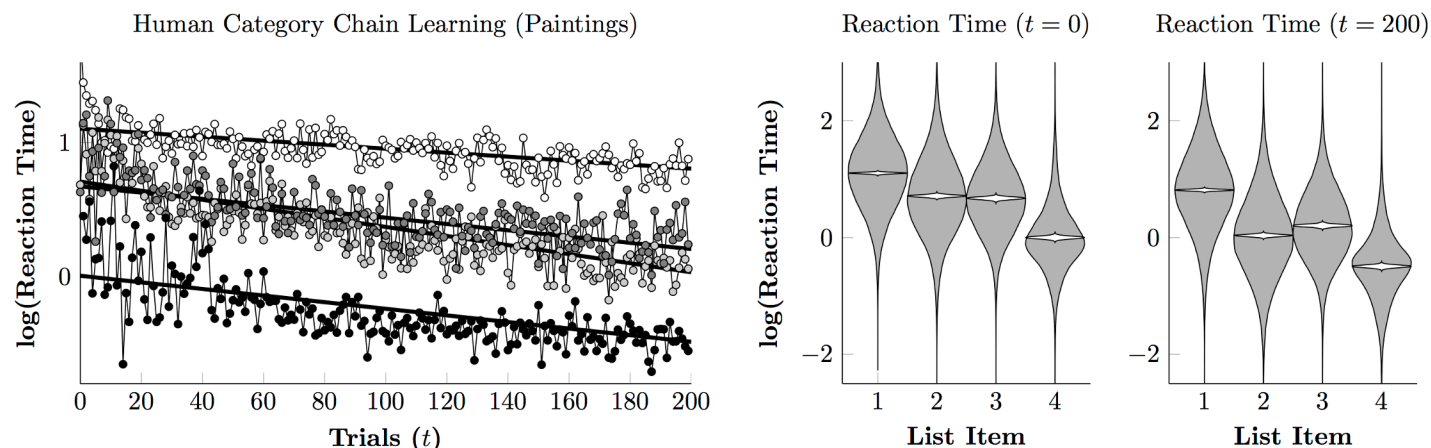 Human Category Chain Learning (Paintings)
log(Reaction Time)
1
0
0 20 40 60 80 100 120 140 160 180 200
Trials (t)
Reaction Time (t = 0)
log(Reaction Time)
2
0
−2
1 2 3 4
List Item
Reaction Time (t = 200)
2
0
−2
1 2 3 4
List Item